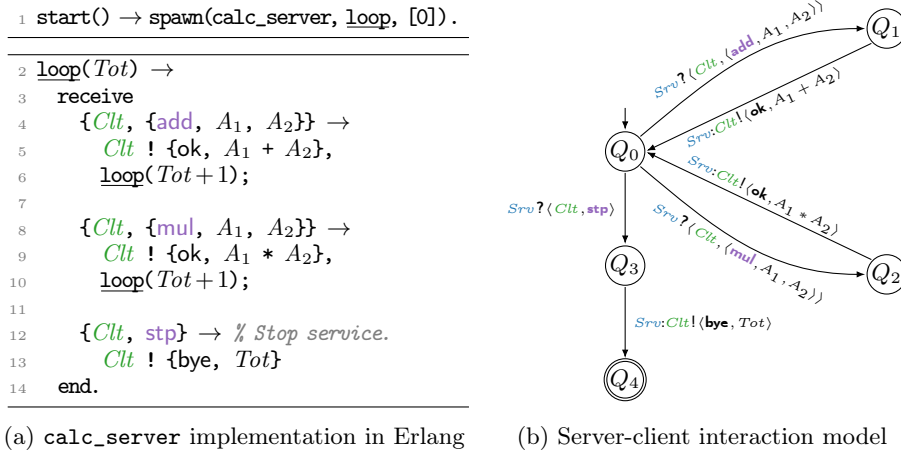 1 start() → spawn(calc_server, loop, [0]).
2 loop(Tot) →
3 receive
4 {Clt, {add, A₁, A₂}} →
5 Clt ! {ok, A₁ + A₂},
6 loop(Tot+1);
7
8 {Clt, {mul, A₁, A₂}} →
9 Clt ! {ok, A₁ * A₂},
10 loop(Tot+1);
11
12 {Clt, stp} → % Stop service.
13 Clt ! {bye, Tot}
14 end.
(a) calc_server implementation in Erlang
Q₁
Srv?⟨Clt,⟨add, A₁, A₂⟩⟩
Srv:Clt!⟨ok, A₁ + A₂⟩
Q₀
Srv:Clt!⟨ok, A₁ * A₂⟩
Srv?⟨Clt,stp⟩
Srv?⟨Clt,⟨mul, A₁, A₂⟩⟩
Q₃
Q₂
Srv:Clt!⟨bye, Tot⟩
Q₄
(b) Server-client interaction model